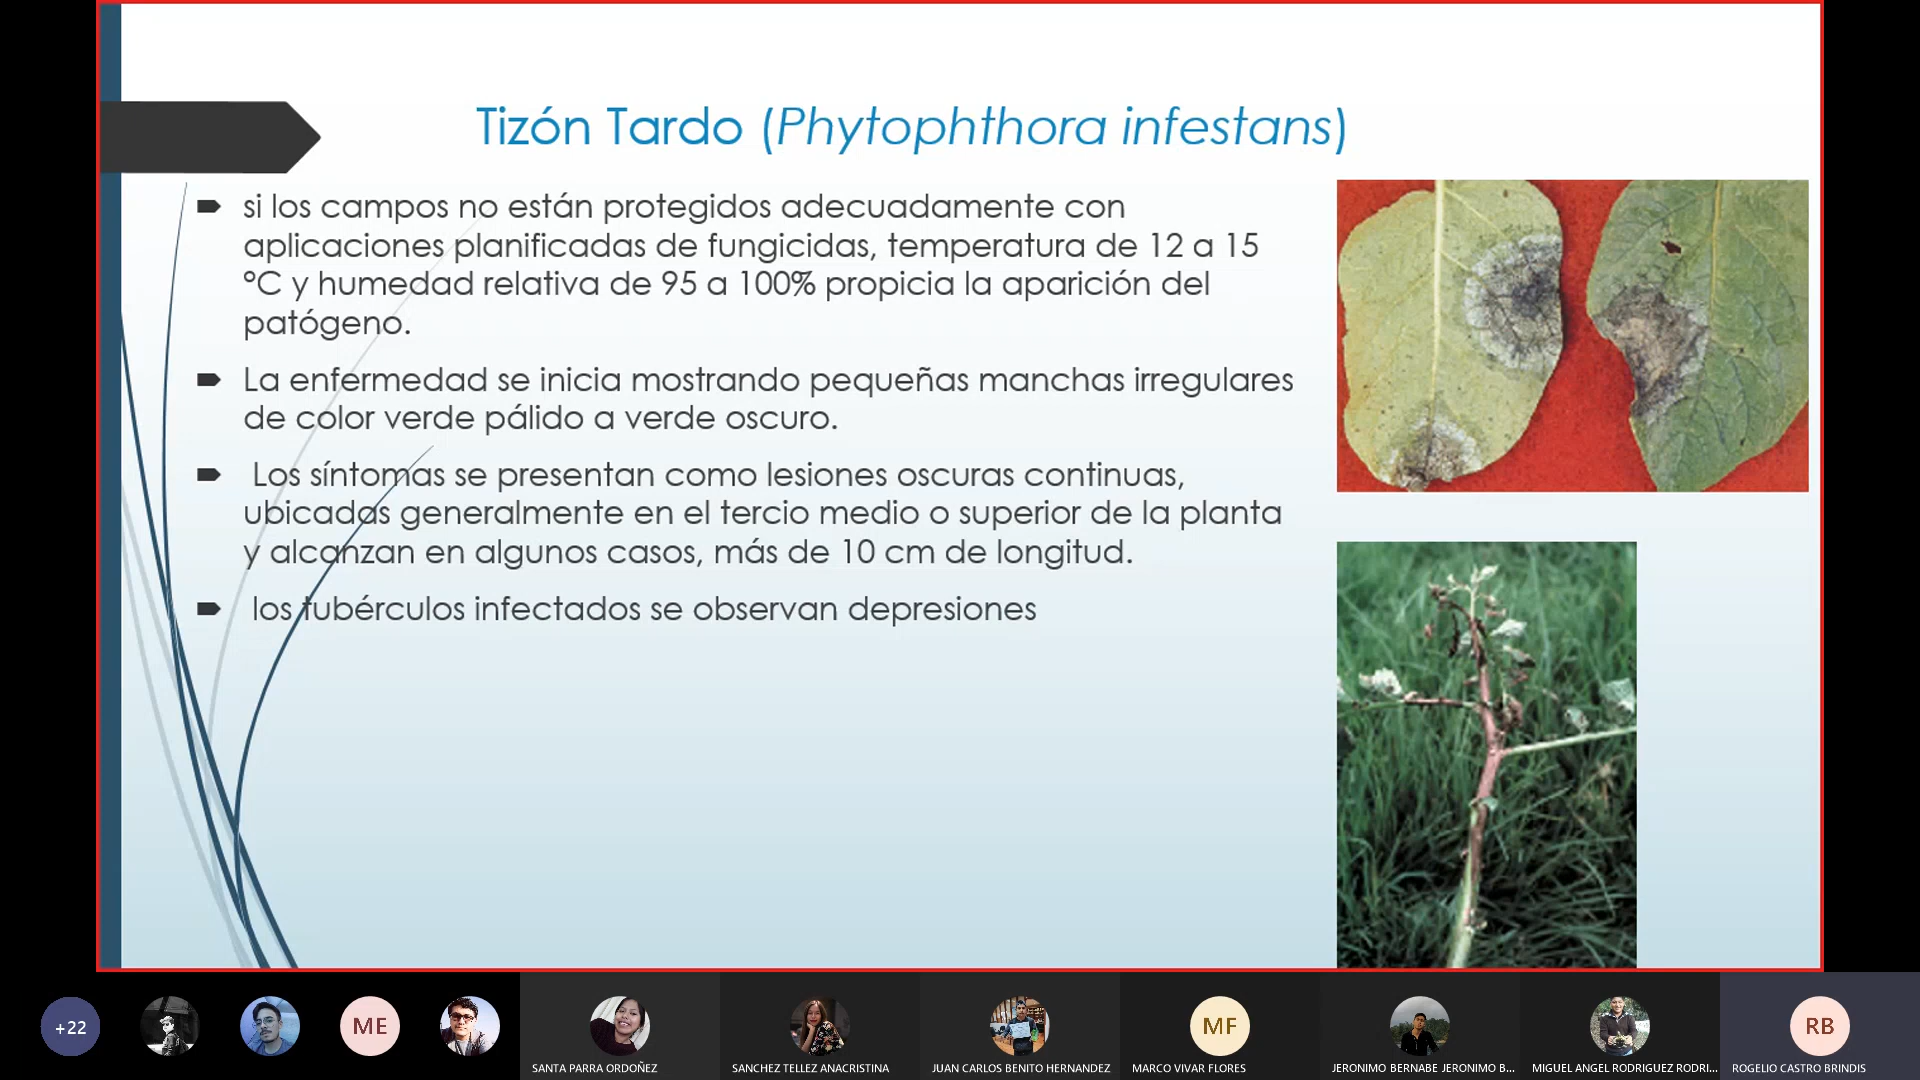 Tizón Tardo (Phytophthora infestans)
si los campos no están protegidos adecuadamente con
aplicaciones planificadas de fungicidas, temperatura de 12 a 15
°C y humedad relativa de 95 a 100% propicia la aparición del
patógeno.
La enfermedad se inicia mostrando pequeñas manchas irregulares
de color verde pálido a verde oscuro.
Los síntomas se presentan como lesiones oscuras continuas,
ubicadas generalmente en el tercio medio o superior de la planta
y alcanzan en algunos casos, más de 10 cm de longitud.
los tubérculos infectados se observan depresiones
+22
ME
MF
RB
SANTA PARRA ORDOÑEZ
SANCHEZ TELLEZ ANACRISTINA
JUAN CARLOS BENITO HERNANDEZ
MARCO VIVAR FLORES
JERONIMO BERNABE JERONIMO B...
MIGUEL ANGEL RODRIGUEZ RODRI...
ROGELIO CASTRO BRINDIS